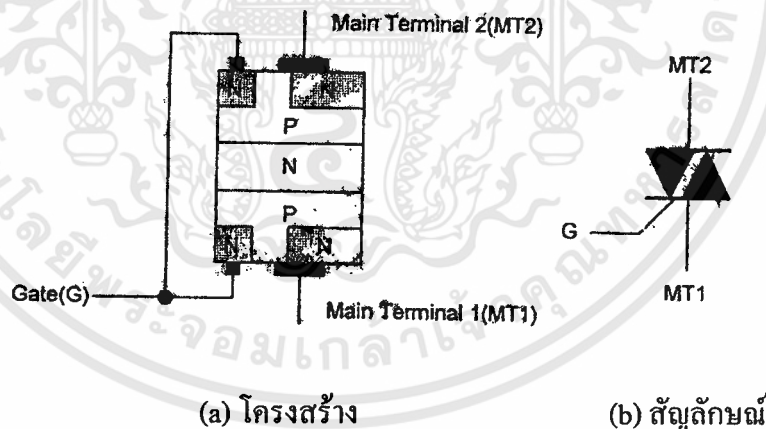 Main Terminal 2(MT2)
MT2
N
N
P
N
P
N
N
G
Gate(G)
Main Terminal 1(MT1)
MT1
(a) โครงสร้าง
(b) สัญลักษณ์